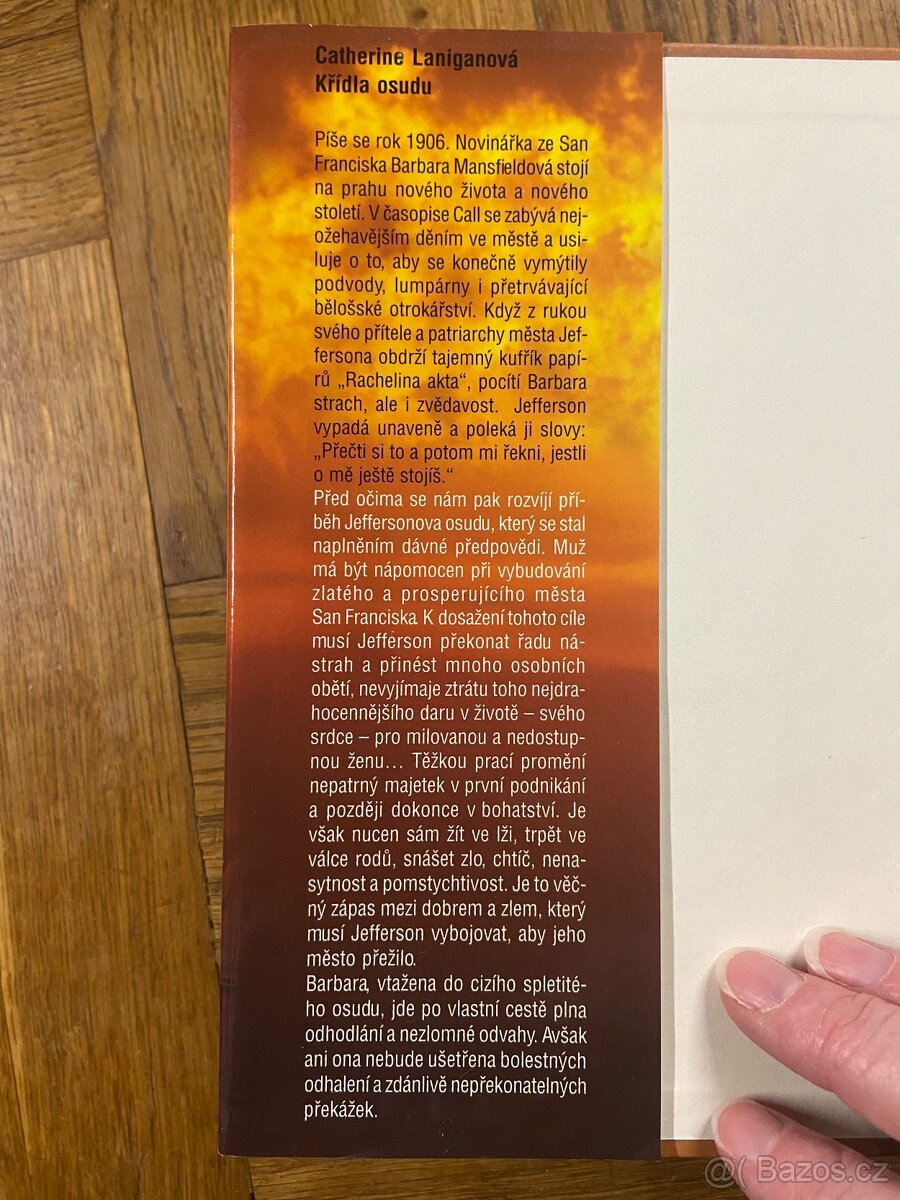 Catherine Laniganová
Křídla osudu
Píše se rok 1906. Novinářka ze San
Franciska Barbara Mansfieldová stojí
na prahu nového života a nového
století. V časopise Call se zabývá nej-
ožehavějším děním ve městě a usi-
luje o to, aby se konečně vymýtily
podvody, lumpárny i přetrvávající
bělošské otrokářství. Když z rukou
svého přítele a patriarchy města Jef-
fersona obdrží tajemný kufřík papí-
rů „Rachelina akta“, pocítí Barbara
strach, ale i zvědavost. Jefferson
vypadá unaveně a poleká ji slovy:
„Přečti si to a potom mi řekni, jestli
o mě ještě stojíš.“
Před očima se nám pak rozvíjí pří-
běh Jeffersonova osudu, který se stal
naplněním dávné předpovědi. Muž
má být nápomocen při vybudování
zlatého a prosperujícího města
San Franciska. K dosažení tohoto cíle
musí Jefferson překonat řadu ná-
strah a přinést mnoho osobních
obětí, nevyjímaje ztrátu toho nejdra-
hocennějšího daru v životě – svého
srdce – pro milovanou a nedostup-
nou ženu… Těžkou prací promění
nepatrný majetek v první podnikání
a později dokonce v bohatství. Je
však nucen sám žít ve lži, trpět ve
válce rodů, snášet zlo, chtíč, nena-
sytnost a pomstychtivost. Je to věč-
ný zápas mezi dobrem a zlem, který
musí Jefferson vybojovat, aby jeho
město přežilo.
Barbara, vtažena do cizího spletité-
ho osudu, jde po vlastní cestě plna
odhodlání a nezlomné odvahy. Avšak
ani ona nebude ušetřena bolestných
odhalení a zdánlivě nepřekonatelných
překážek.
@( Bazos.cz